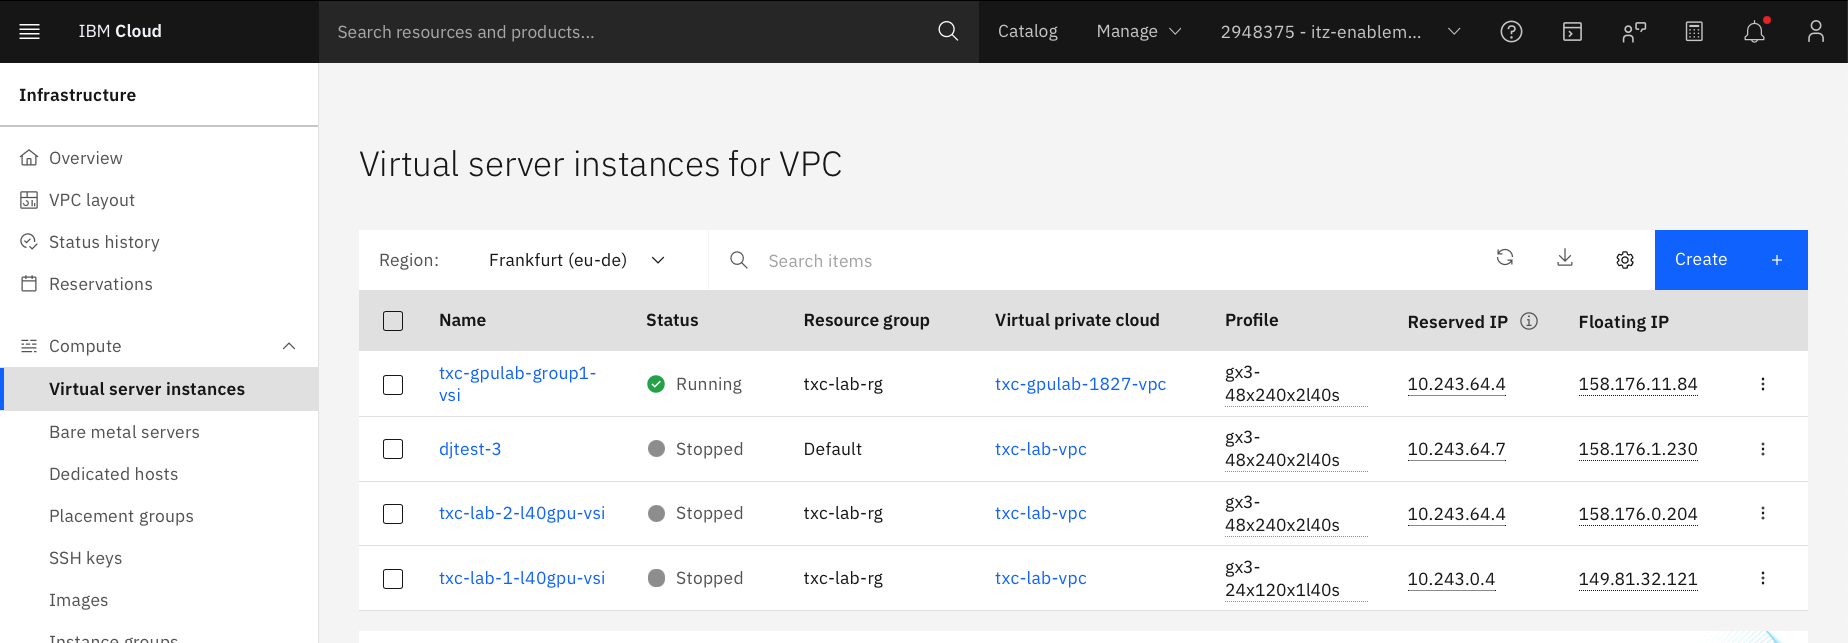 IBM Cloud
Search resources and products...
Catalog
Manage
2948375 - itz-enablem...
Infrastructure
Overview
VPC layout
Status history
Reservations
Compute
Virtual server instances
Bare metal servers
Dedicated hosts
Placement groups
SSH keys
Images
Instance groups
Virtual server instances for VPC
Region: Frankfurt (eu-de)
Search items
Create +
Name Status Resource group Virtual private cloud Profile Reserved IP Floating IP
txc-gpulab-group1-
vsi
Running
txc-lab-rg
txc-gpulab-1827-vpc
gx3-
48x240x2l40s
10.243.64.4
158.176.11.84
djtest-3
Stopped
Default
txc-lab-vpc
gx3-
48x240x2l40s
10.243.64.7
158.176.1.230
txc-lab-2-l40gpu-vsi
Stopped
txc-lab-rg
txc-lab-vpc
gx3-
48x240x2l40s
10.243.64.4
158.176.0.204
txc-lab-1-l40gpu-vsi
Stopped
txc-lab-rg
txc-lab-vpc
gx3-
24x120x1l40s
10.243.0.4
149.81.32.121